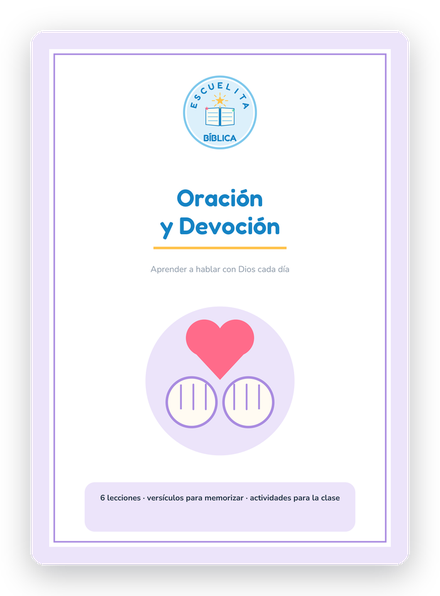 ESCUELITA
BÍBLICA
Oración
y Devoción
Aprender a hablar con Dios cada día
6 lecciones · versículos para memorizar · actividades para la clase